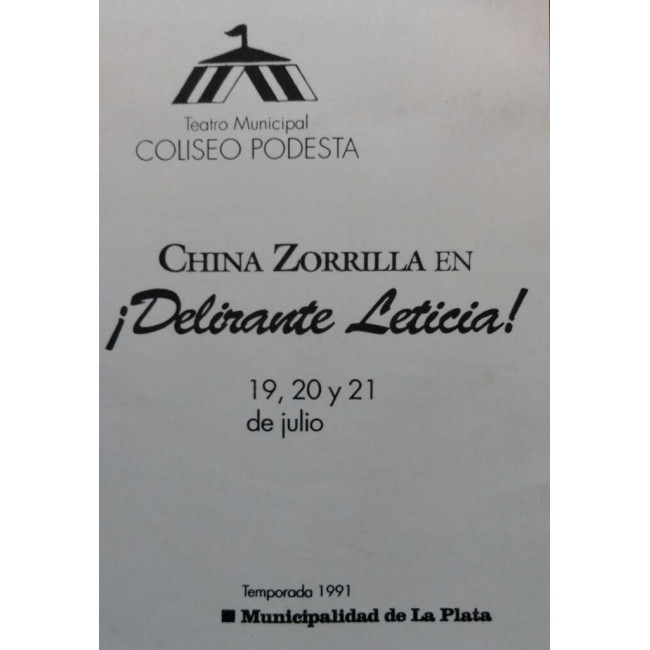 Teatro Municipal
COLISEO PODESTA
CHINA ZORRILLA EN
¡Delirante Leticia!
19, 20 y 21
de julio
Temporada 1991
Municipalidad de La Plata